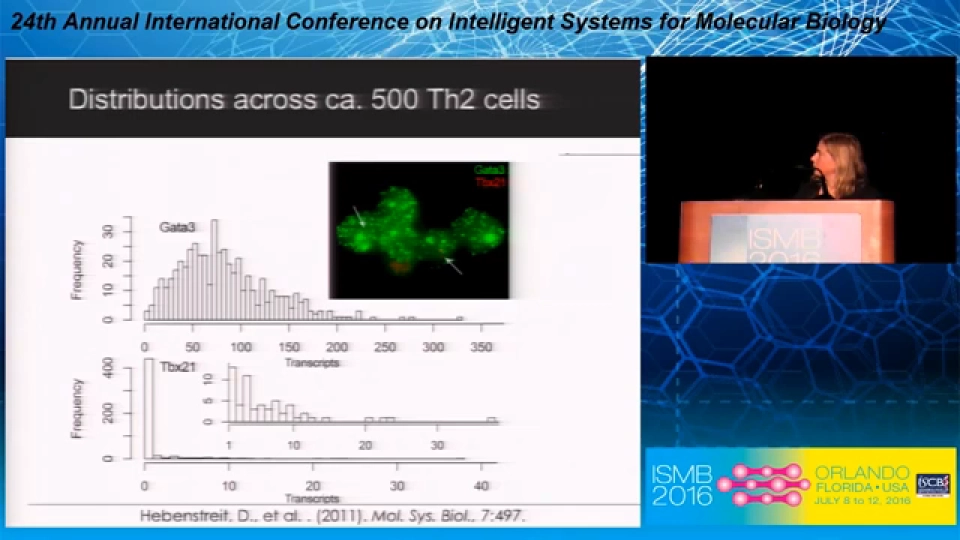 24th Annual International Conference on Intelligent Systems for Molecular Biology
Distributions across ca. 500 Th2 cells
Gata3
Tbx21
Gata3
Frequency
0 10 20 30
0 50 100 150 200 250 300 350
Transcripts
Tbx21
Frequency
0 200 400
0 5 10
1 10 20 30
0 10 20 30 40
Transcripts
Hebenstreit, D., et al. . (2011). Mol. Sys. Biol., 7:497.
ISMB
2016
ISMB
2016
ORLANDO
FLORIDA • USA
JULY 8 to 12, 2016
ISCB